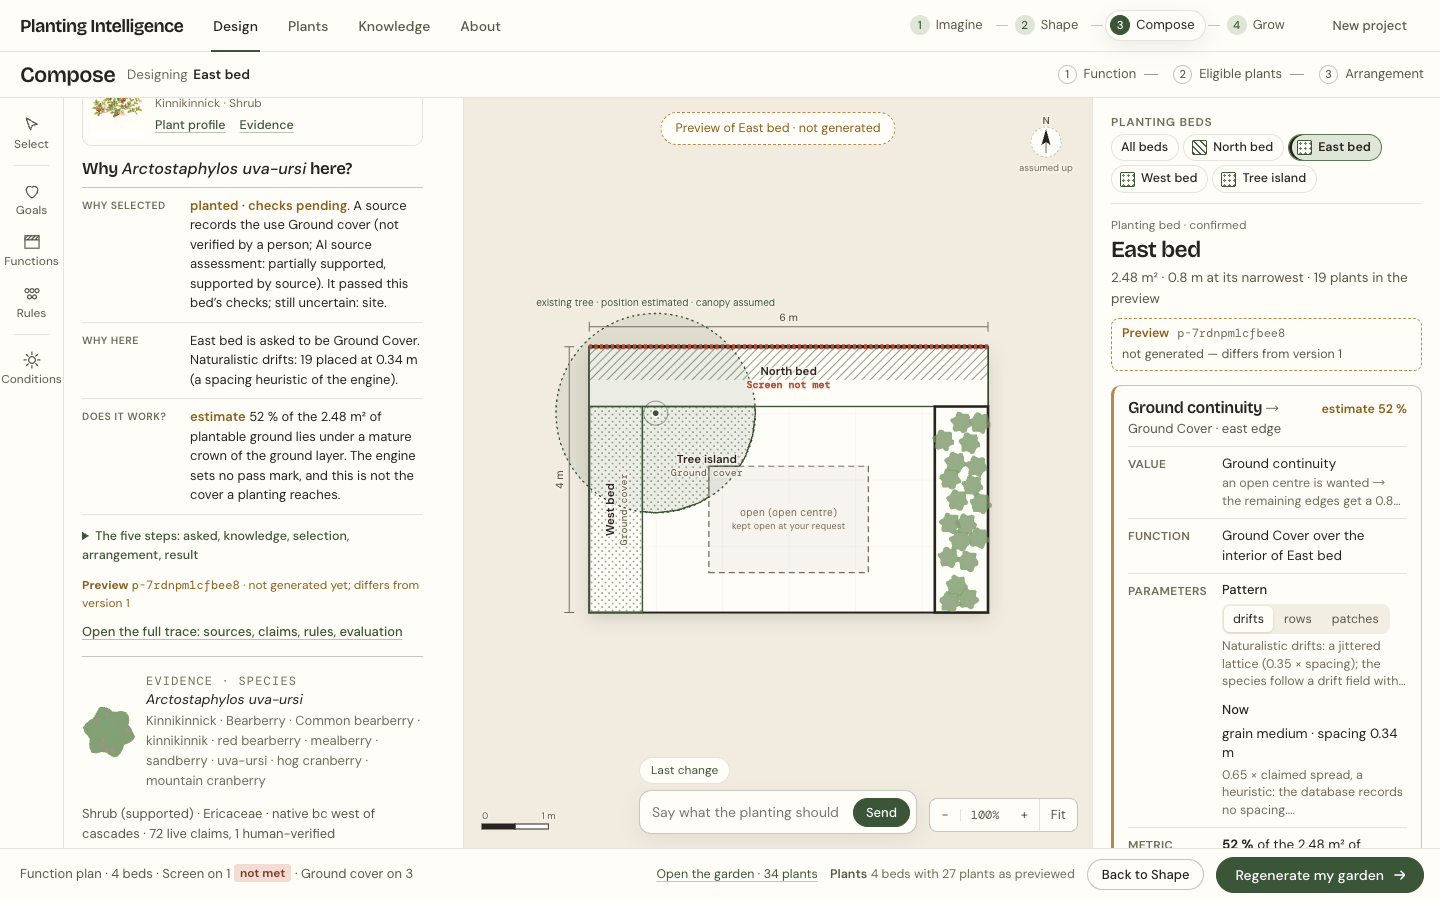 Planting Intelligence
Design
Plants
Knowledge
About
1 Imagine
2 Shape
3 Compose
4 Grow
New project
Compose
Designing East bed
1 Function
2 Eligible plants
3 Arrangement
Select
Goals
Functions
Rules
Conditions
Kinnikinnick · Shrub
Plant profile
Evidence
Why Arctostaphylos uva-ursi here?
WHY SELECTED
planted · checks pending. A source
records the use Ground cover (not
verified by a person; AI source
assessment: partially supported,
supported by source). It passed this
bed's checks; still uncertain: site.
WHY HERE
East bed is asked to be Ground Cover.
Naturalistic drifts: 19 placed at 0.34 m
(a spacing heuristic of the engine).
DOES IT WORK?
estimate 52 % of the 2.48 m² of
plantable ground lies under a mature
crown of the ground layer. The engine
sets no pass mark, and this is not the
cover a planting reaches.
▶ The five steps: asked, knowledge, selection,
arrangement, result
Preview p-7rdnpmlcfbee8 · not generated yet; differs from
version 1
Open the full trace: sources, claims, rules, evaluation
EVIDENCE · SPECIES
Arctostaphylos uva-ursi
Kinnikinnick · Bearberry · Common bearberry ·
kinnikinnik · red bearberry · mealberry ·
sandberry · uva-ursi · hog cranberry ·
mountain cranberry
Shrub (supported) · Ericaceae · native bc west of
cascades · 72 live claims, 1 human-verified
Preview of East bed · not generated
N
assumed up
existing tree · position estimated · canopy assumed
6 m
North bed
Screen not met
4 m
Tree island
Ground cover
West bed
Ground cover
open (open centre)
kept open at your request
Last change
Say what the planting should
Send
0
1 m
−
100%
+
Fit
PLANTING BEDS
All beds
North bed
East bed
West bed
Tree island
Planting bed · confirmed
East bed
2.48 m² · 0.8 m at its narrowest · 19 plants in the
preview
Preview p-7rdnpmlcfbee8
not generated — differs from version 1
Ground continuity →
estimate 52 %
Ground Cover · east edge
VALUE
Ground continuity
an open centre is wanted →
the remaining edges get a 0.8…
FUNCTION
Ground Cover over the
interior of East bed
PARAMETERS
Pattern
drifts
rows
patches
Naturalistic drifts: a jittered
lattice (0.35 × spacing); the
species follow a drift field with…
Now
grain medium · spacing 0.34
m
0.65 × claimed spread, a
heuristic: the database records
no spacing.…
METRIC
52 % of the 2.48 m² of
Function plan · 4 beds · Screen on 1 not met · Ground cover on 3
Open the garden · 34 plants
Plants 4 beds with 27 plants as previewed
Back to Shape
Regenerate my garden →